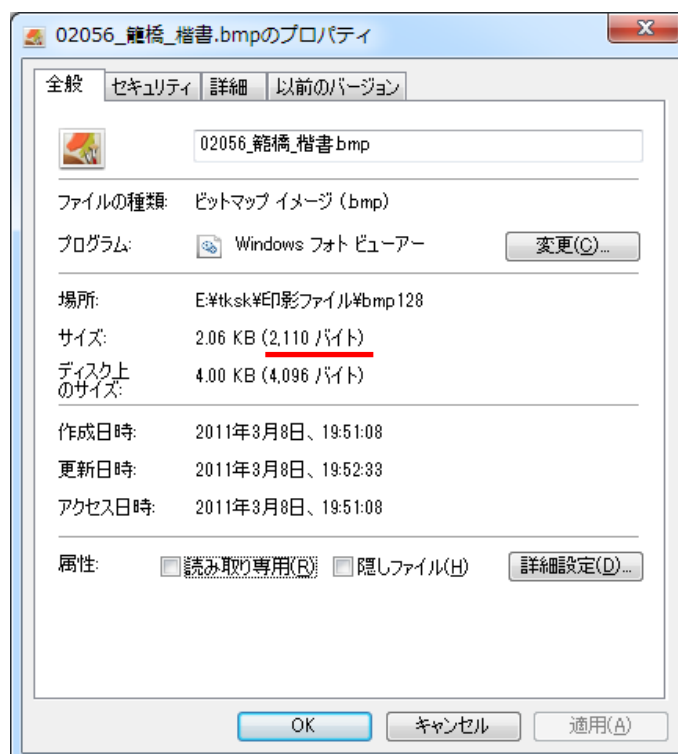 02056_籠橋_楷書.bmpのプロパティ
全般 セキュリティ 詳細 以前のバージョン
02056_籠橋_楷書.bmp
ファイルの種類: ビットマップ イメージ (.bmp)
プログラム: Windows フォト ビューアー 変更(C)...
場所: E:¥tksk¥印影ファイル¥bmp128
サイズ: 2.06 KB (2,110 バイト)
ディスク上
のサイズ: 4.00 KB (4,096 バイト)
作成日時: 2011年3月8日、19:51:08
更新日時: 2011年3月8日、19:52:33
アクセス日時: 2011年3月8日、19:51:08
属性: 読み取り専用(R) 隠しファイル(H) 詳細設定(D)...
OK キャンセル 適用(A)